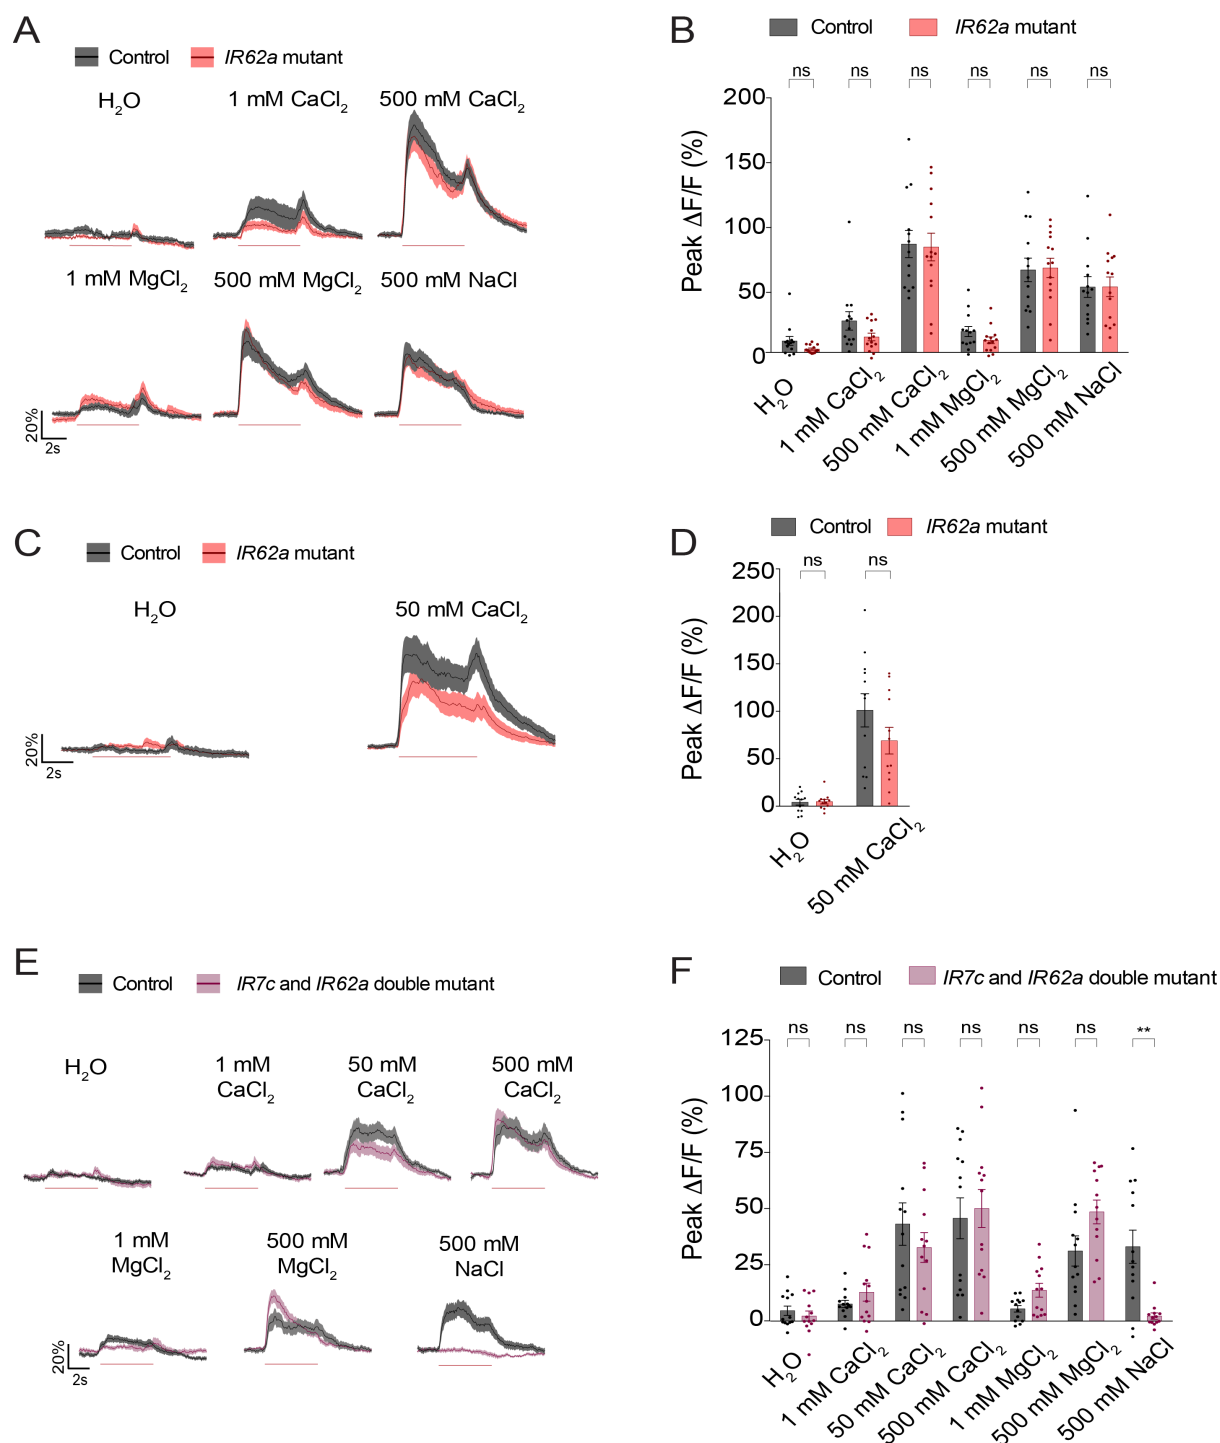 A
Control IR62a mutant
H2O 1 mM CaCl2 500 mM CaCl2
1 mM MgCl2 500 mM MgCl2 500 mM NaCl
20%
2s
B
Control IR62a mutant
ns ns ns ns ns ns
200
150
100
50
0
Peak ΔF/F (%)
H2O
1 mM CaCl2
500 mM CaCl2
1 mM MgCl2
500 mM MgCl2
500 mM NaCl
C
Control IR62a mutant
H2O 50 mM CaCl2
20%
2s
D
Control IR62a mutant
ns ns
250
200
150
100
50
0
Peak ΔF/F (%)
H2O
50 mM CaCl2
E
Control IR7c and IR62a double mutant
H2O
1 mM
CaCl2
50 mM
CaCl2
500 mM
CaCl2
1 mM
MgCl2
500 mM
MgCl2
500 mM
NaCl
20%
2s
F
Control IR7c and IR62a double mutant
ns ns ns ns ns ns **
125
100
75
50
25
0
Peak ΔF/F (%)
H2O
1 mM CaCl2
50 mM CaCl2
500 mM CaCl2
1 mM MgCl2
500 mM MgCl2
500 mM NaCl